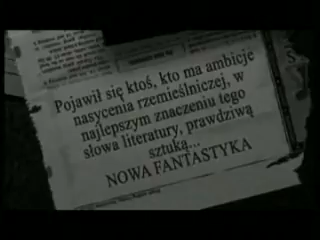 Pojawił się ktoś, kto ma ambicje
nasycenia rzemieślniczej, w
najlepszym znaczeniu tego
słowa literatury, prawdziwą
sztuką...
NOWA FANTASTYKA